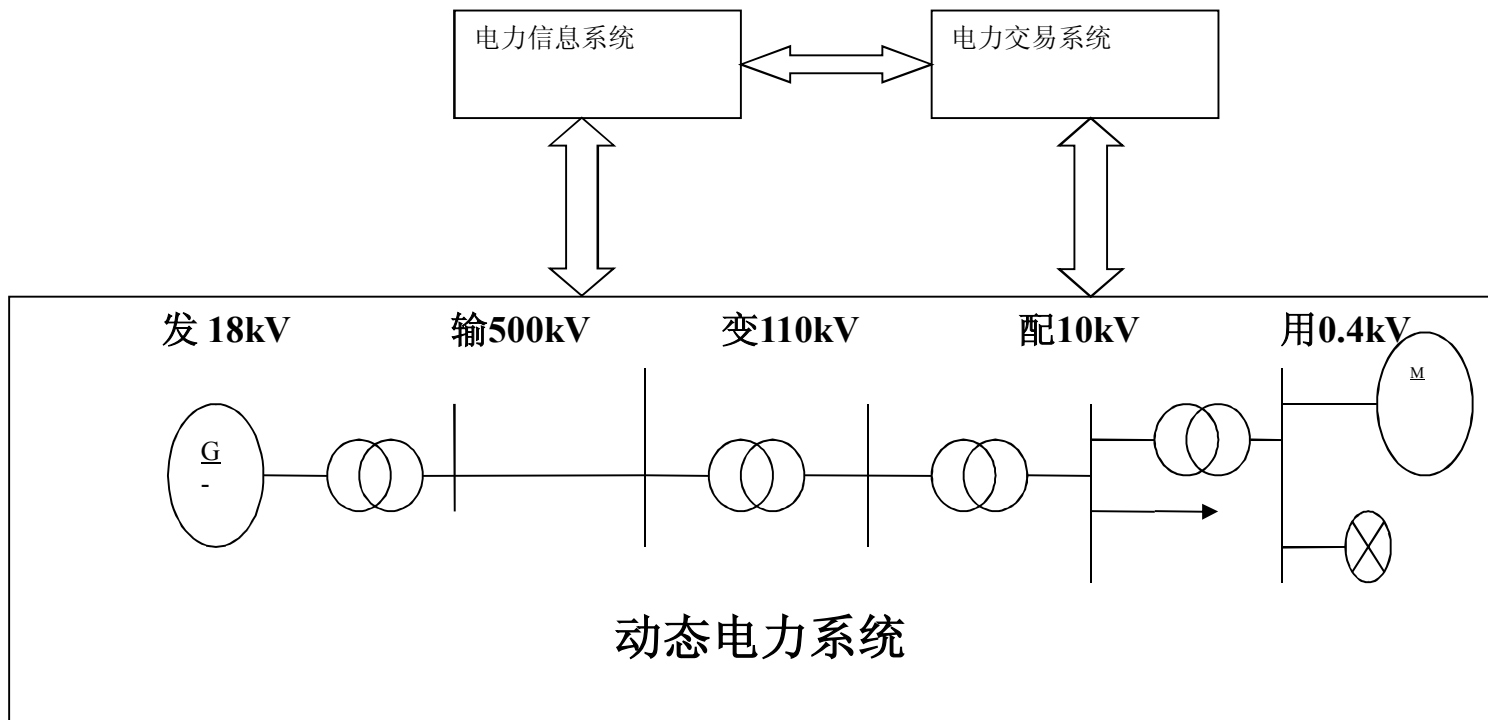 电力信息系统
电力交易系统
发 18kV
输500kV
变110kV
配10kV
用0.4kV
G
-
M
动态电力系统